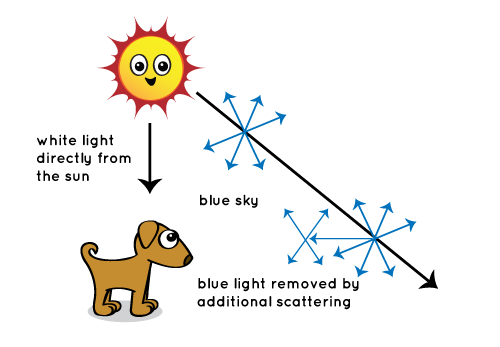 white light
directly from
the sun
blue sky
blue light removed by
additional scattering